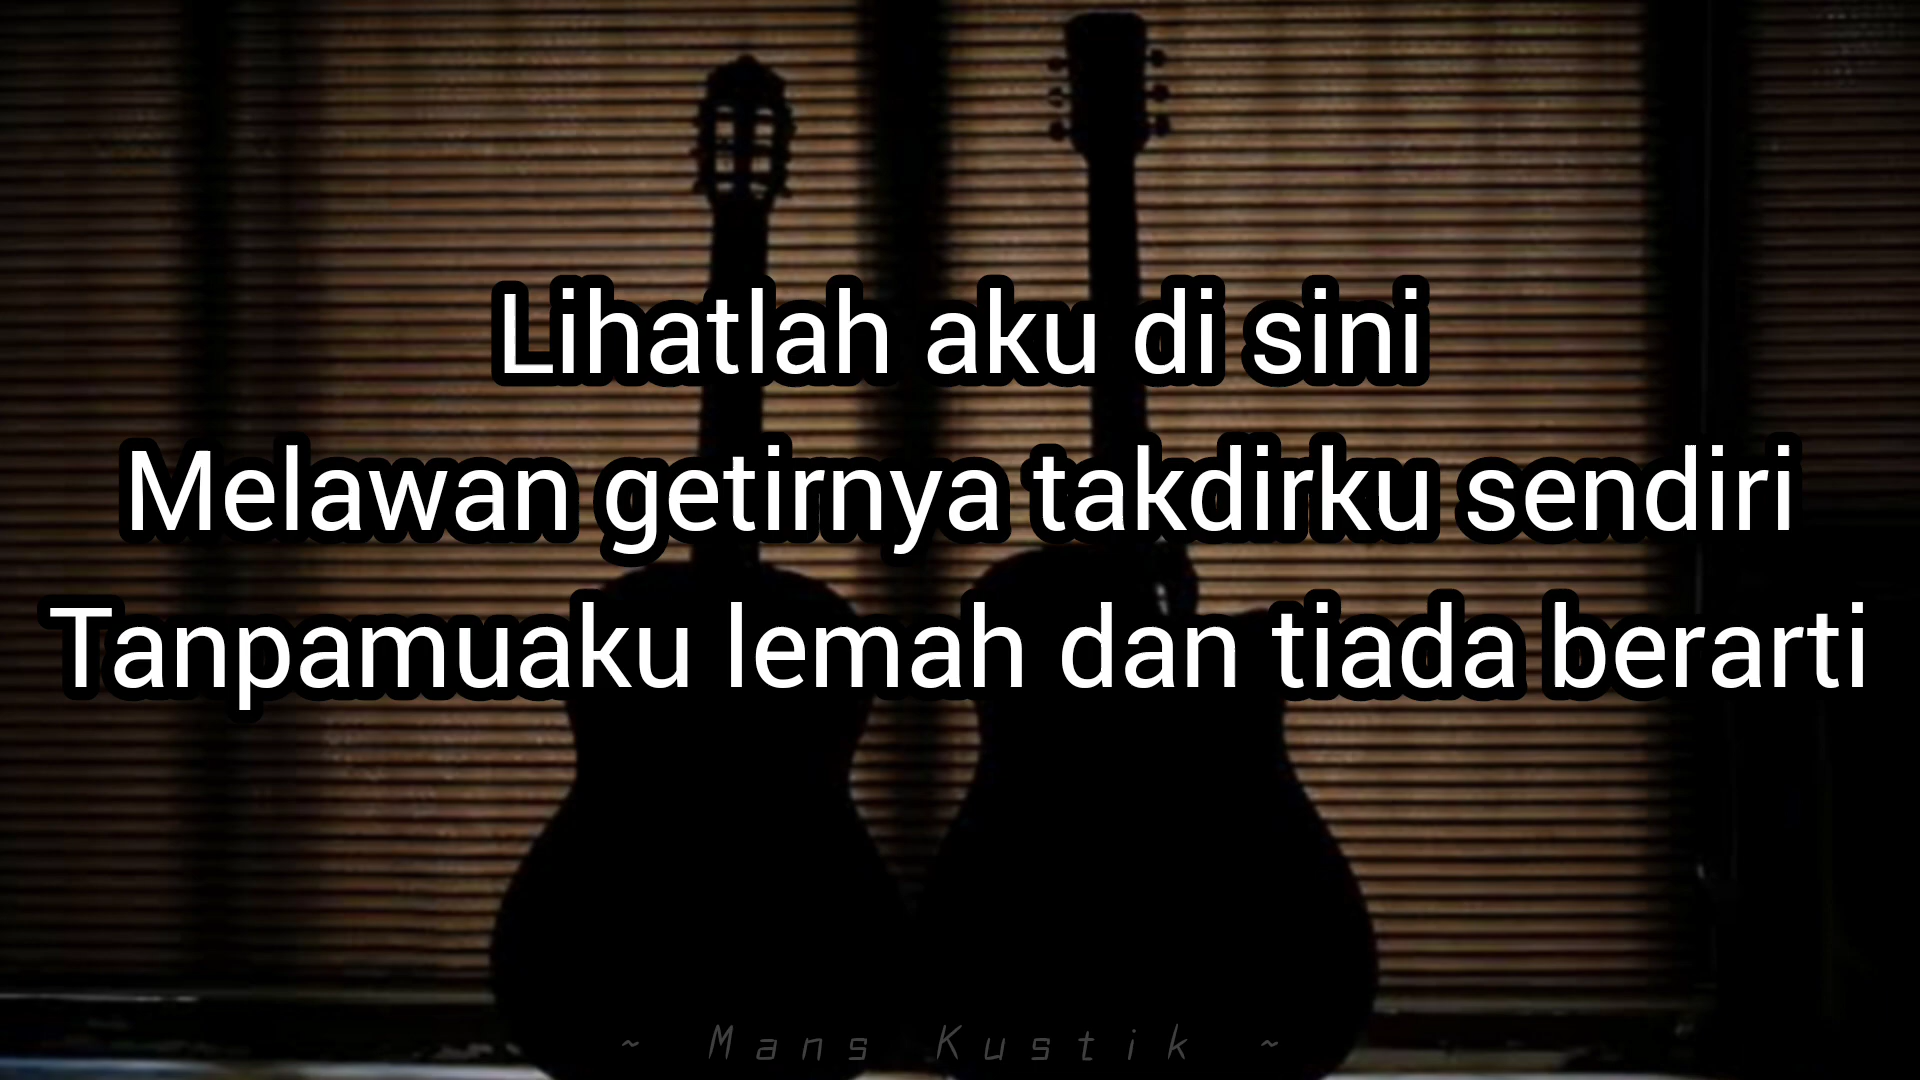 Lihatlah aku di sini
Melawan getirnya takdirku sendiri
Tanpamuaku lemah dan tiada berarti
~ Mans Kustik ~